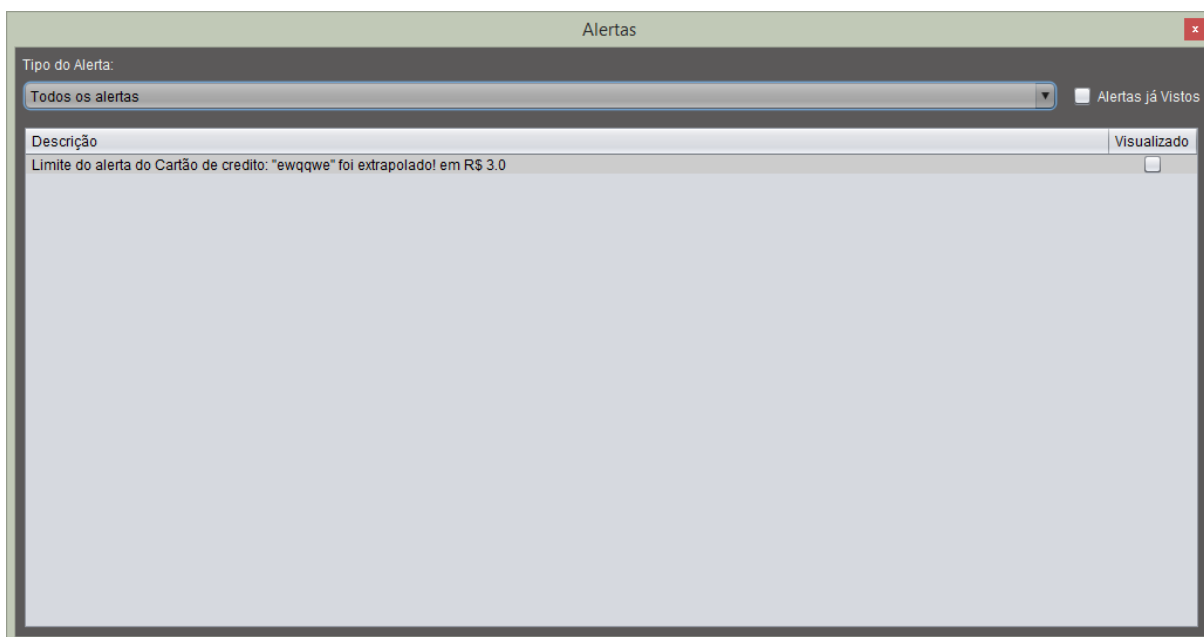 Alertas
x
Tipo do Alerta:
Todos os alertas
Alertas já Vistos
Descrição Visualizado
Limite do alerta do Cartão de credito: "ewqqwe" foi extrapolado! em R$ 3.0